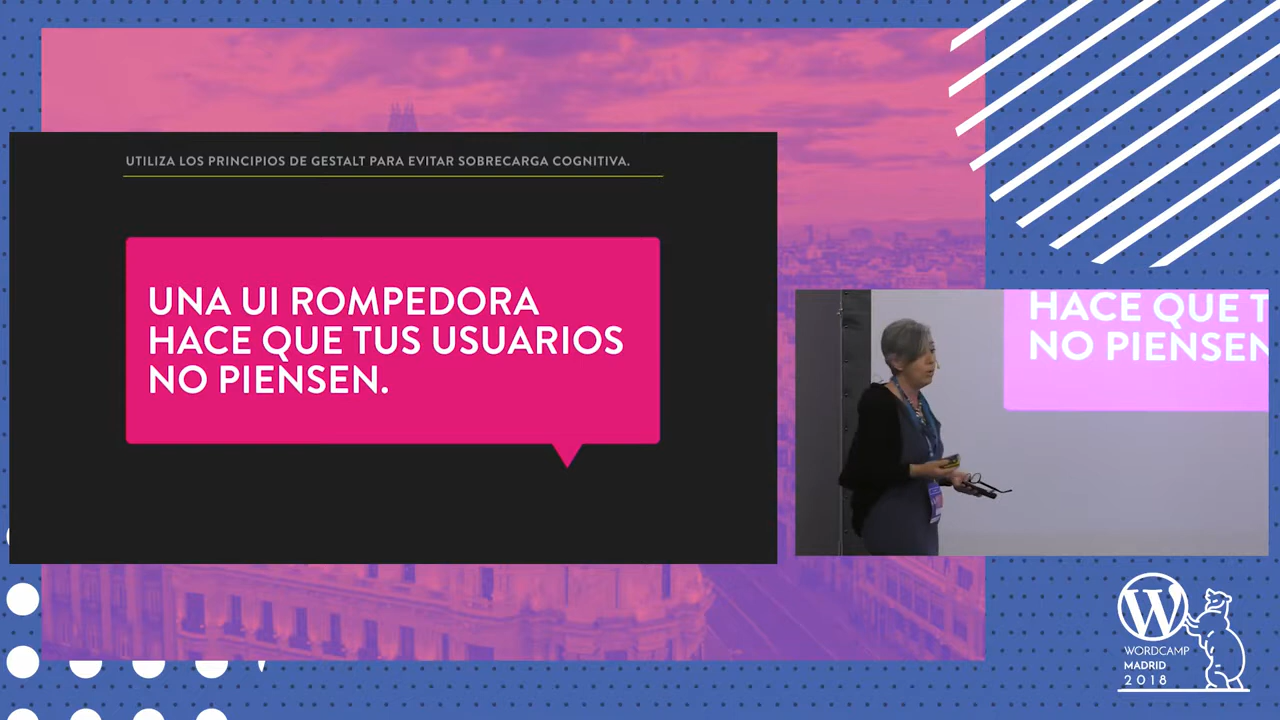 UTILIZA LOS PRINCIPIOS DE GESTALT PARA EVITAR SOBRECARGA COGNITIVA.
UNA UI ROMPEDORA
HACE QUE TUS USUARIOS
NO PIENSEN.
HACE QUE T
NO PIENSEN
W
WORDCAMP
MADRID
2018